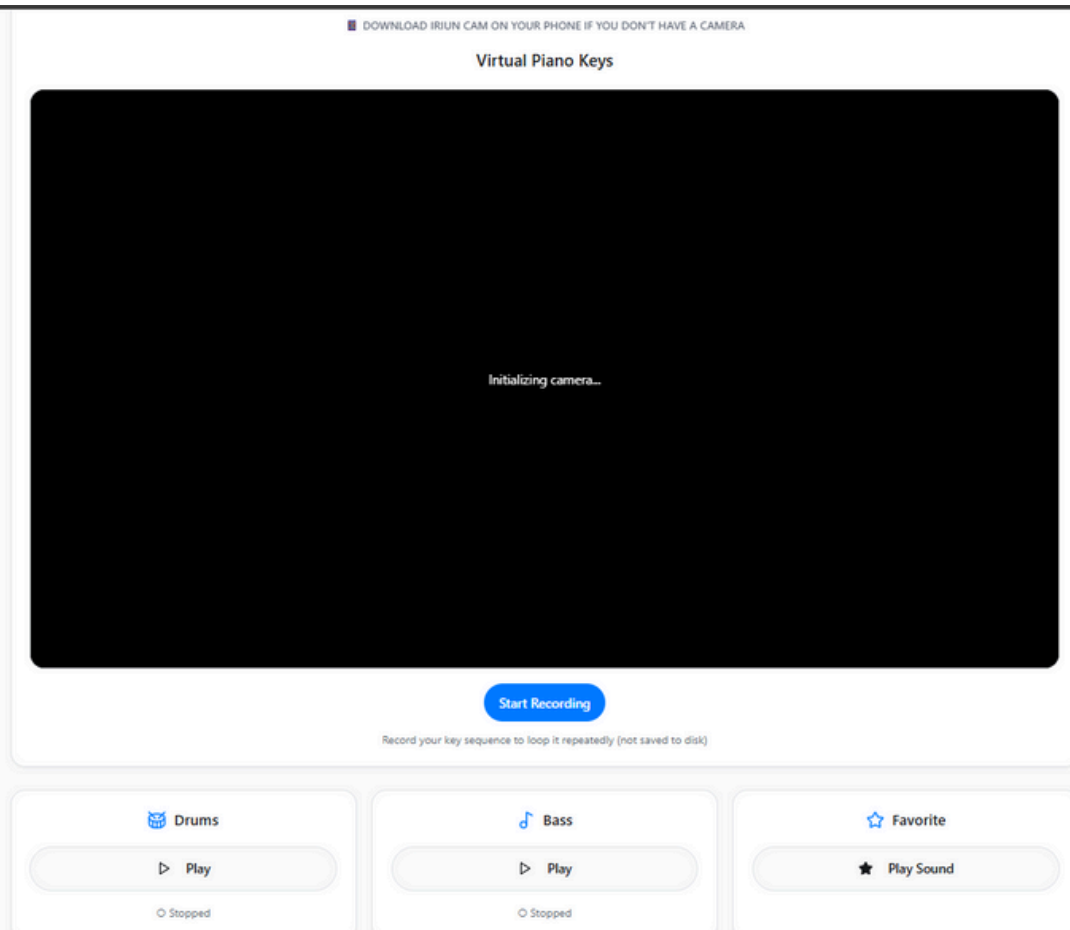 DOWNLOAD IRIUN CAM ON YOUR PHONE IF YOU DON'T HAVE A CAMERA
Virtual Piano Keys
Initializing camera...
Start Recording
Record your key sequence to loop it repeatedly (not saved to disk)
Drums
Play
Stopped
Bass
Play
Stopped
Favorite
Play Sound